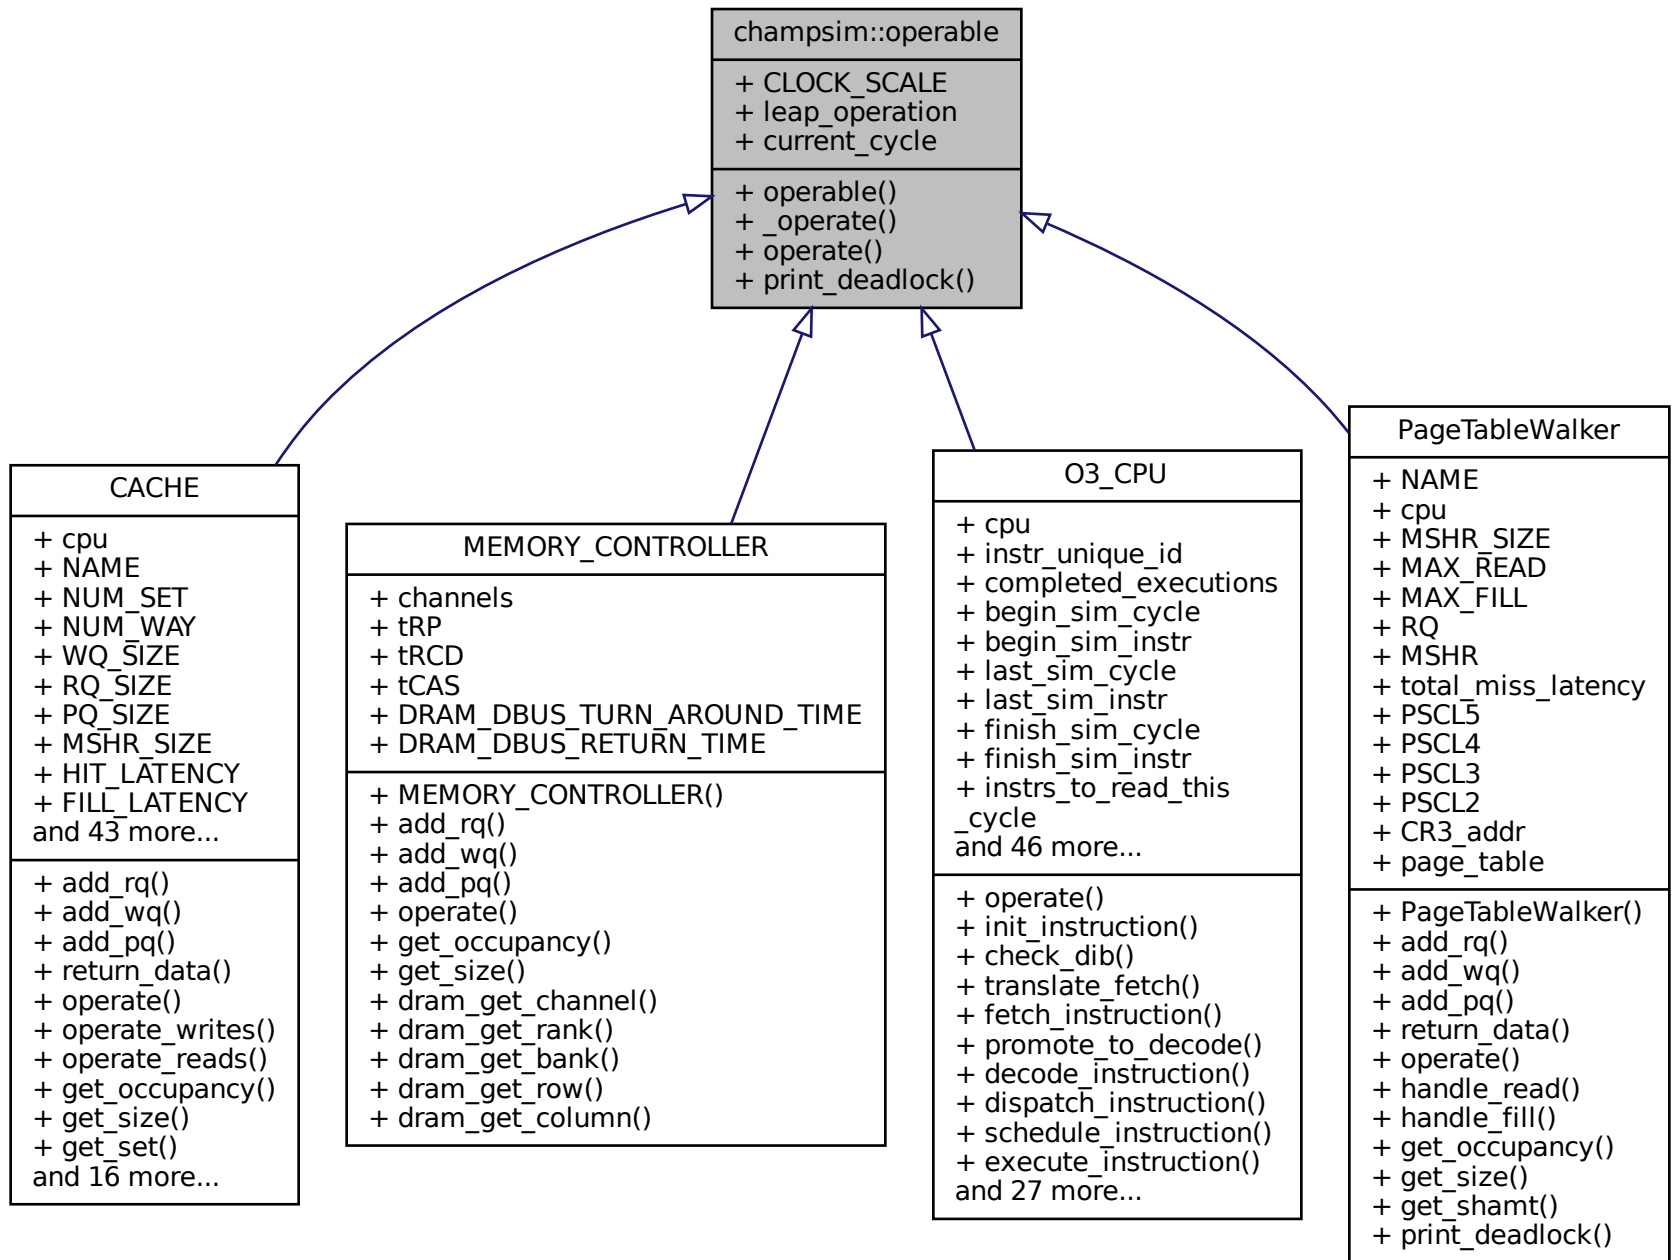 champsim::operable
+ CLOCK_SCALE
+ leap_operation
+ current_cycle
+ operable()
+ _operate()
+ operate()
+ print_deadlock()
CACHE
+ cpu
+ NAME
+ NUM_SET
+ NUM_WAY
+ WQ_SIZE
+ RQ_SIZE
+ PQ_SIZE
+ MSHR_SIZE
+ HIT_LATENCY
+ FILL_LATENCY
and 43 more...
+ add_rq()
+ add_wq()
+ add_pq()
+ return_data()
+ operate()
+ operate_writes()
+ operate_reads()
+ get_occupancy()
+ get_size()
+ get_set()
and 16 more...
MEMORY_CONTROLLER
+ channels
+ tRP
+ tRCD
+ tCAS
+ DRAM_DBUS_TURN_AROUND_TIME
+ DRAM_DBUS_RETURN_TIME
+ MEMORY_CONTROLLER()
+ add_rq()
+ add_wq()
+ add_pq()
+ operate()
+ get_occupancy()
+ get_size()
+ dram_get_channel()
+ dram_get_rank()
+ dram_get_bank()
+ dram_get_row()
+ dram_get_column()
O3_CPU
+ cpu
+ instr_unique_id
+ completed_executions
+ begin_sim_cycle
+ begin_sim_instr
+ last_sim_cycle
+ last_sim_instr
+ finish_sim_cycle
+ finish_sim_instr
+ instrs_to_read_this
_cycle
and 46 more...
+ operate()
+ init_instruction()
+ check_dib()
+ translate_fetch()
+ fetch_instruction()
+ promote_to_decode()
+ decode_instruction()
+ dispatch_instruction()
+ schedule_instruction()
+ execute_instruction()
and 27 more...
PageTableWalker
+ NAME
+ cpu
+ MSHR_SIZE
+ MAX_READ
+ MAX_FILL
+ RQ
+ MSHR
+ total_miss_latency
+ PSCL5
+ PSCL4
+ PSCL3
+ PSCL2
+ CR3_addr
+ page_table
+ PageTableWalker()
+ add_rq()
+ add_wq()
+ add_pq()
+ return_data()
+ operate()
+ handle_read()
+ handle_fill()
+ get_occupancy()
+ get_size()
+ get_shamt()
+ print_deadlock()